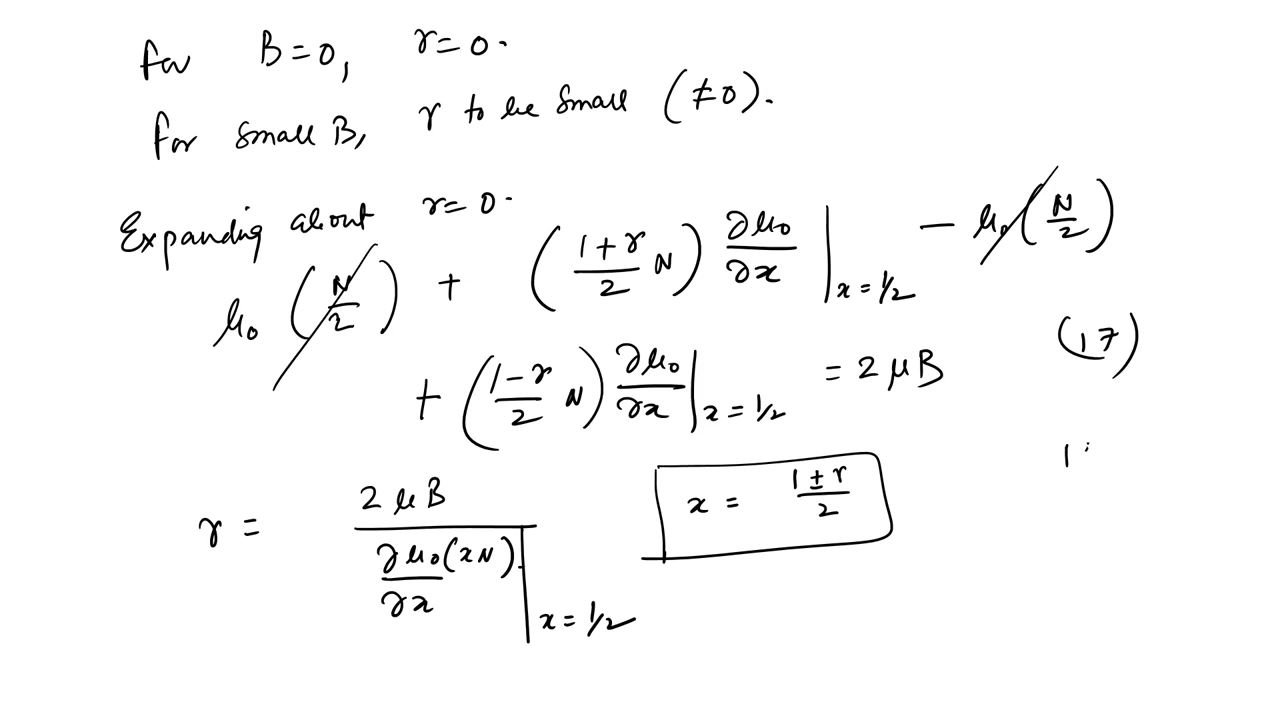 For B=0, r=0.
For small B, r to be small (≠0).
Expanding about r=0.
μ₀ (N/2) + ((1+r)/2 N) ∂μ₀/∂x |x=1/2 − μ₀ (N/2)
+ ((1−r)/2 N) ∂μ₀/∂x |x=1/2 = 2μB (17)
r = 2μB / (∂μ₀(xN)/∂x) |x=1/2
x = (1±r)/2